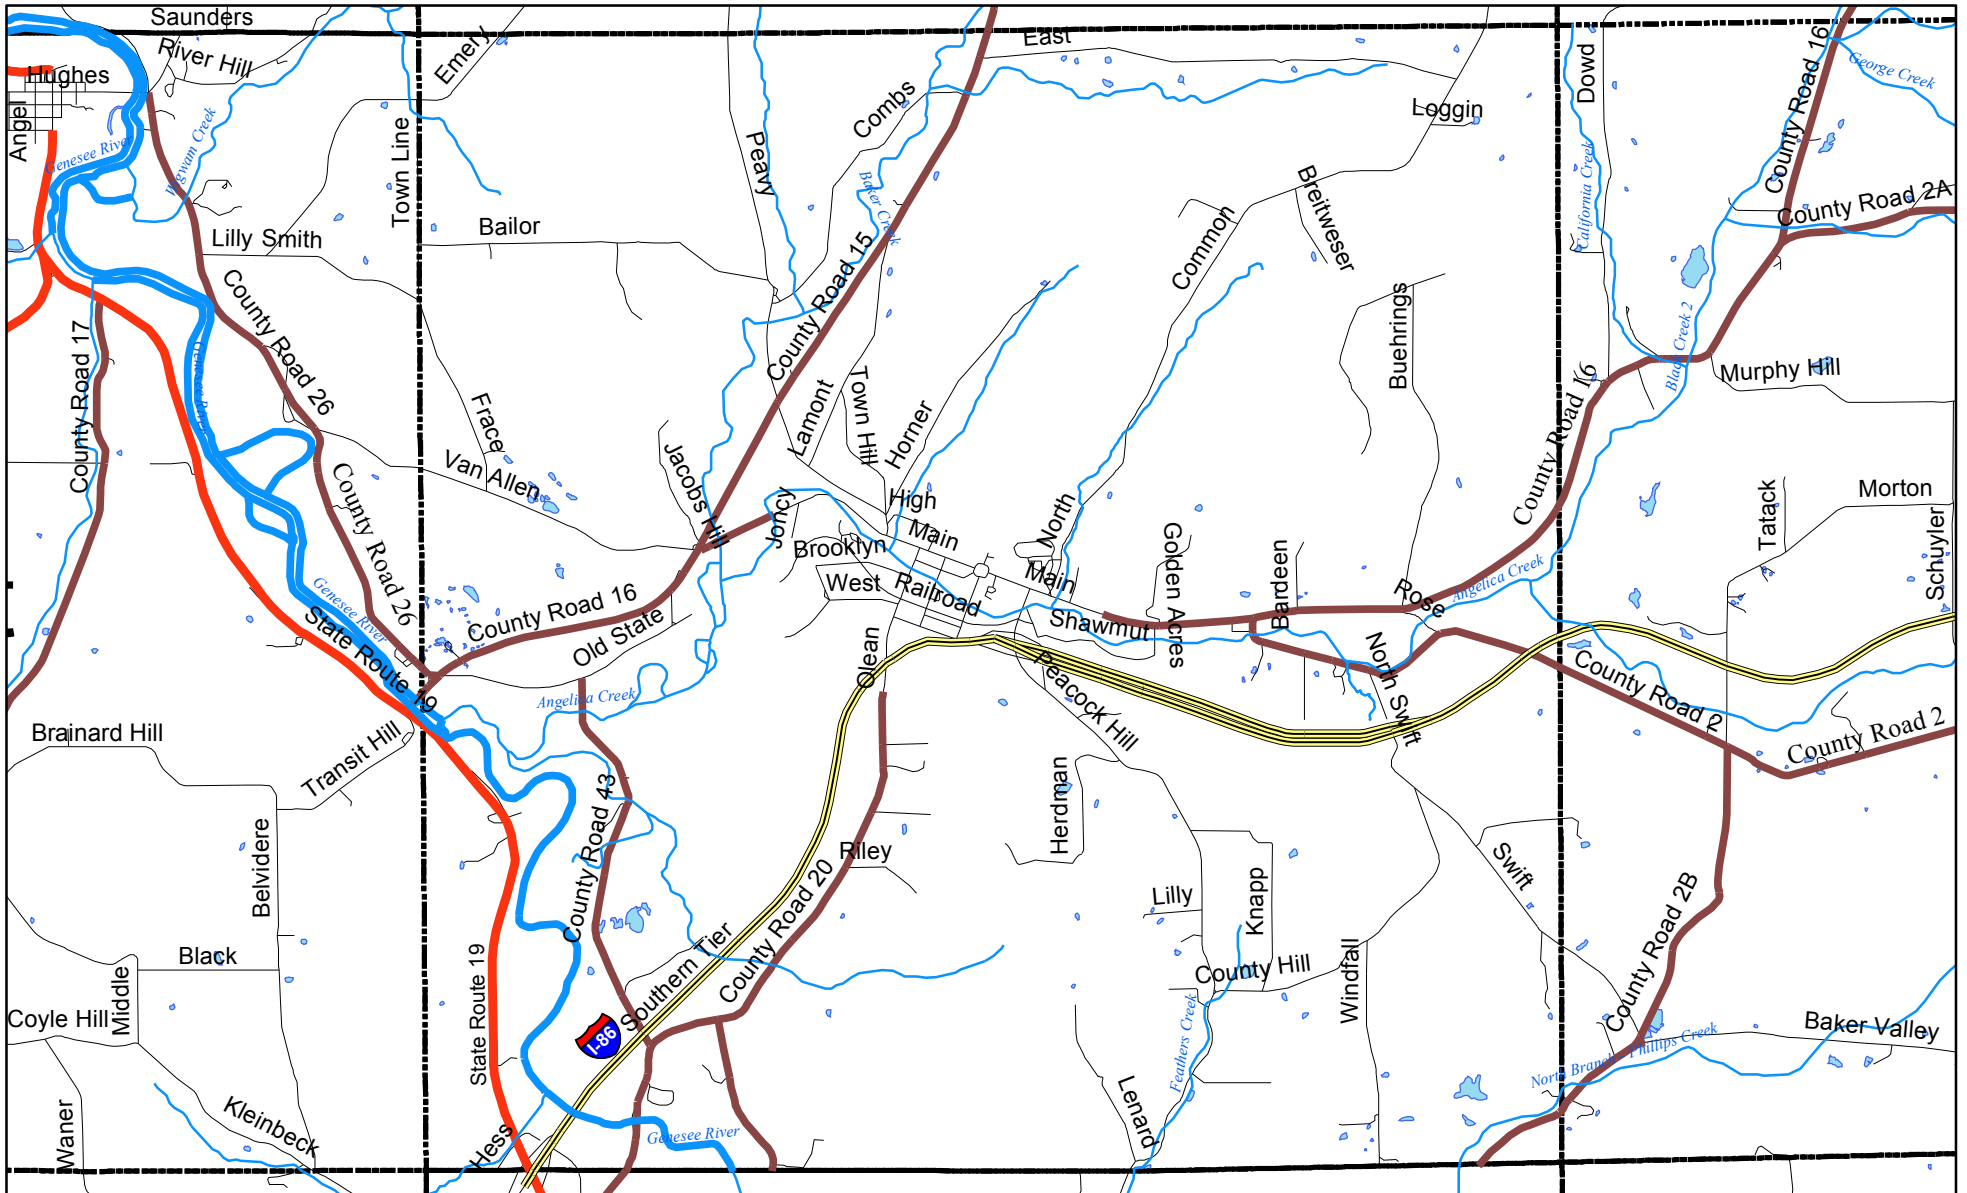 Saunders
River Hill
Hughes
Angel
Genesee River
Wigwam Creek
Emery
Town Line
East
Combs
Peavy
Baker Creek
Loggin
Dowd
County Road 16
George Creek
California Creek
County Road 2A
Lilly Smith
Bailor
Breitweser
Common
County Road 15
County Road 26
County Road 17
Genesee River
Buehrings
Black Creek 2
Murphy Hill
County Road 16
Lamont
Town Hill
Horner
Frace
Van Allen
Jacobs Hill
Joncy
High
Main
North
Brooklyn
West
Railroad
Main
Shawmut
Golden Acres
Bardeen
Rose
Angelica Creek
Tatack
Morton
Schuyler
County Road 26
Genesee River
State Route 19
County Road 16
Old State
Olean
Angelica Creek
Peacock Hill
North Swift
County Road 2
County Road 2
Brainard Hill
Transit Hill
Belvidere
County Road 43
Herdman
Riley
County Road 20
Swift
Lilly
Knapp
County Road 2B
Black
Middle
Coyle Hill
State Route 19
Southern Tier
I-86
County Hill
Windfall
Feathers Creek
Baker Valley
North Branch Phillips Creek
Waner
Kleinbeck
Hess
Genesee River
Lenard